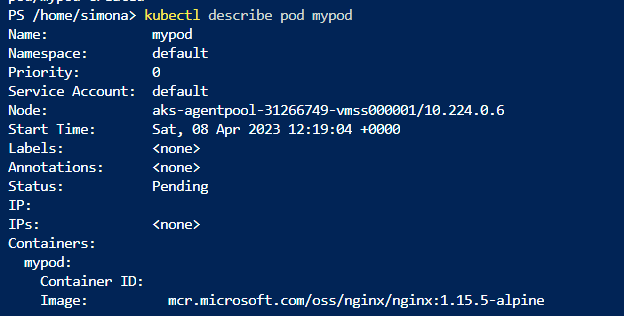 PS /home/simona> kubectl describe pod mypod
Name:             mypod
Namespace:        default
Priority:         0
Service Account:  default
Node:             aks-agentpool-31266749-vmss000001/10.224.0.6
Start Time:       Sat, 08 Apr 2023 12:19:04 +0000
Labels:           <none>
Annotations:      <none>
Status:           Pending
IP:
IPs:              <none>
Containers:
  mypod:
    Container ID:
    Image:          mcr.microsoft.com/oss/nginx/nginx:1.15.5-alpine